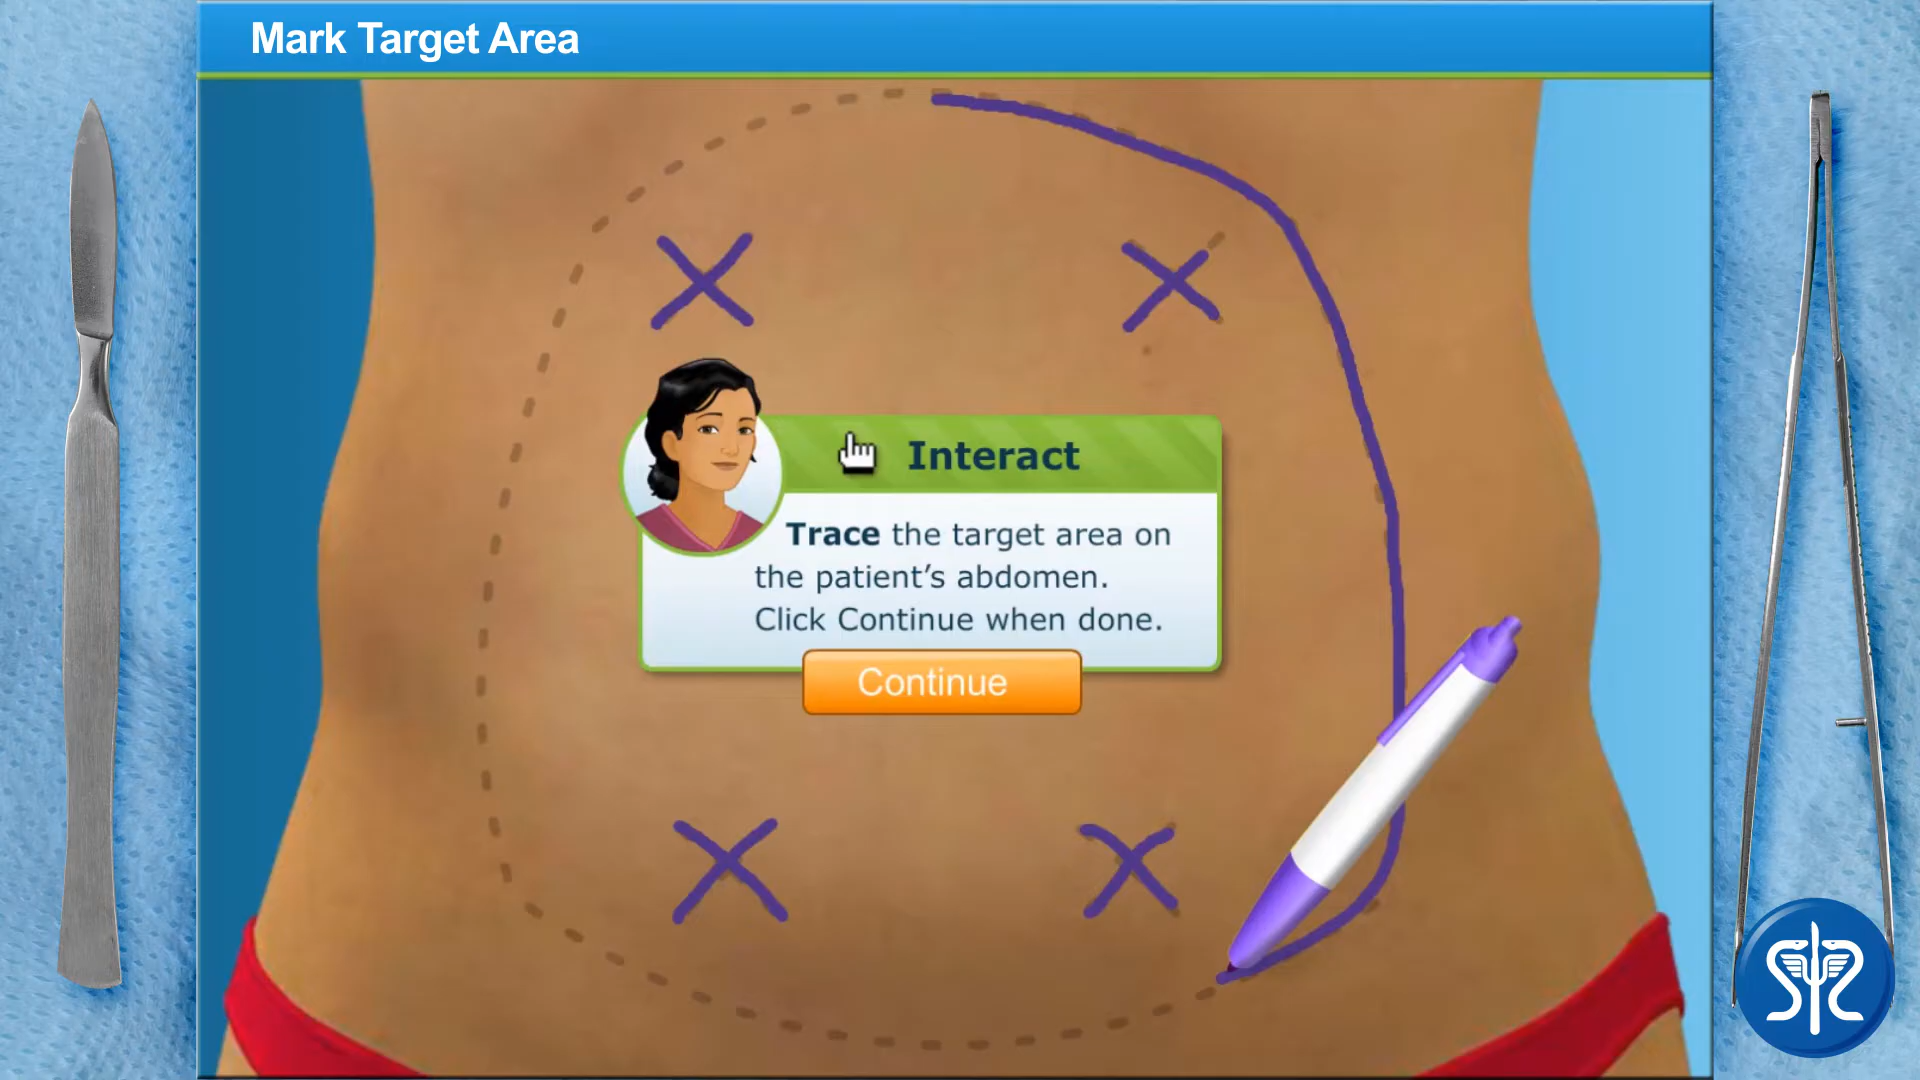 Mark Target Area
Interact
Trace the target area on
the patient’s abdomen.
Click Continue when done.
Continue